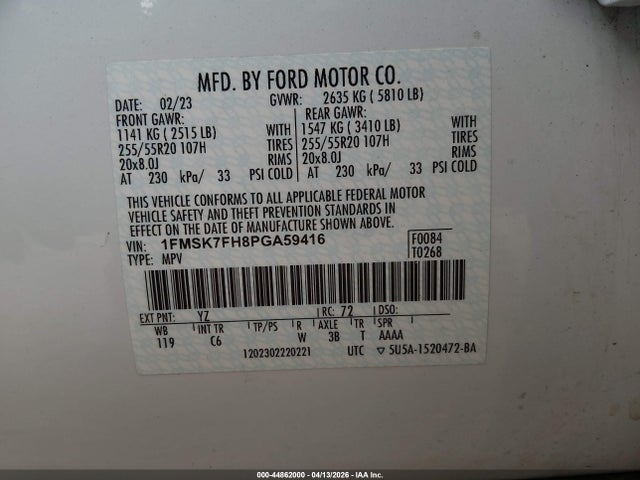 MFD. BY FORD MOTOR CO.
DATE: 02/23 GVWR: 2635 KG ( 5810 LB)
FRONT GAWR: REAR GAWR:
1141 KG ( 2515 LB) WITH 1547 KG ( 3410 LB) WITH
255/55R20 107H TIRES 255/55R20 107H TIRES
20x8.0J RIMS 20x8.0J RIMS
AT 230 kPa/ 33 PSI COLD AT 230 kPa/ 33 PSI COLD
THIS VEHICLE CONFORMS TO ALL APPLICABLE FEDERAL MOTOR
VEHICLE SAFETY AND THEFT PREVENTION STANDARDS IN
EFFECT ON THE DATE OF MANUFACTURE SHOWN ABOVE.
VIN: 1FMSK7FH8PGA59416 F0084
TYPE: MPV T0268
EXT PNT: YZ RC: 72 DSO:
WB INT TR TP/PS R AXLE TR SPR
119 C6 W 3B T AAAA
1202302220221 UTC ▽ 5U5A-1520472-BA
000-44862000 - 04/13/2026 - IAA Inc.